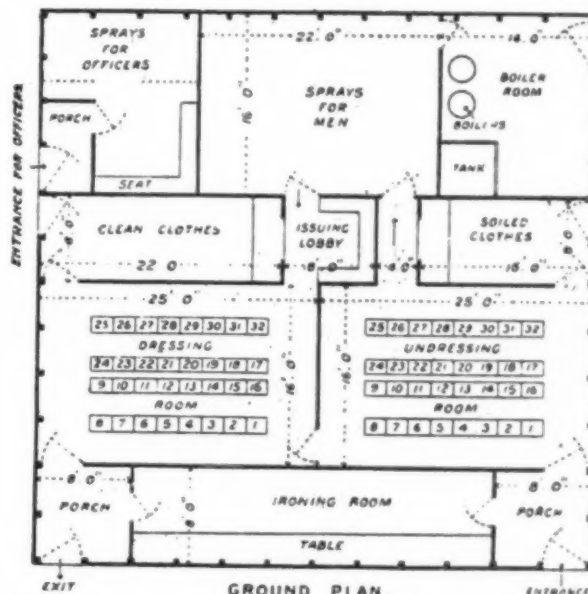 SPRAYS
FOR
OFFICERS
22.0"
16.0"
BOILER
ROOM
PORCH
16'.0"
SPRAYS
FOR
MEN
BOILERS
TANK
SEAT
ENTRANCE FOR OFFICERS
CLEAN CLOTHES
ISSUING
LOBBY
SOILED
CLOTHES
22.0
16.0"
25'.0"
25'.0"
25 26 27 28 29 30 31 32
DRESSING
24 23 22 21 20 19 18 17
9 10 11 12 13 14 15 16
ROOM
8 7 6 5 4 3 2 1
16'.0"
16'.0"
25 26 27 28 29 30 31 32
UNDRESSING
24 23 22 21 20 19 18 17
9 10 11 12 13 14 15 16
ROOM
8 7 6 5 4 3 2 1
8'.0"
8'.0"
PORCH
IRONING ROOM
PORCH
TABLE
EXIT
GROUND PLAN
ENTRANCE